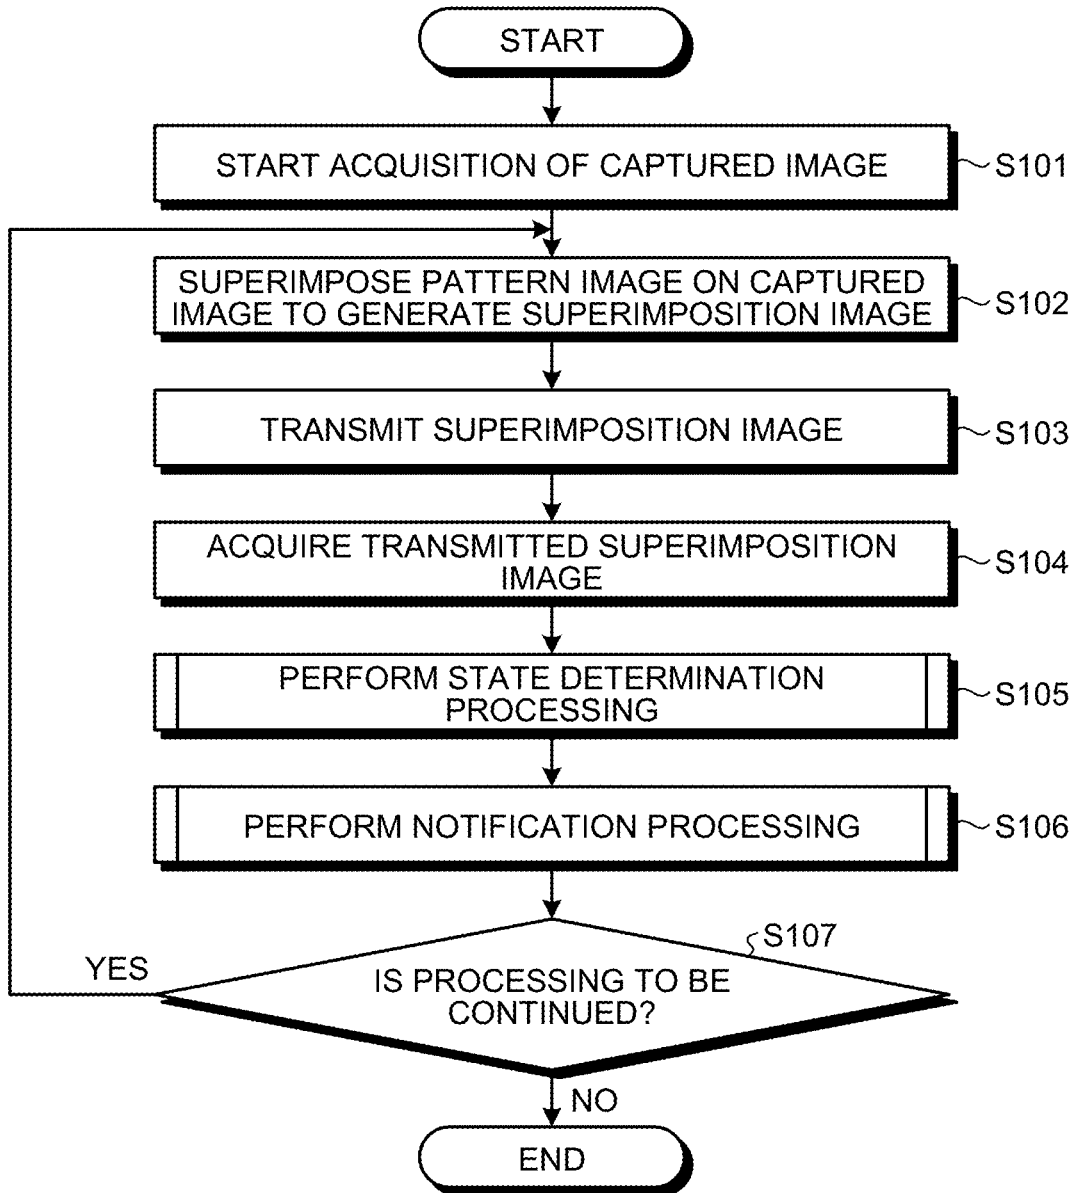 START
START ACQUISITION OF CAPTURED IMAGE
S101
SUPERIMPOSE PATTERN IMAGE ON CAPTURED
IMAGE TO GENERATE SUPERIMPOSITION IMAGE
S102
TRANSMIT SUPERIMPOSITION IMAGE
S103
ACQUIRE TRANSMITTED SUPERIMPOSITION
IMAGE
S104
PERFORM STATE DETERMINATION
PROCESSING
S105
PERFORM NOTIFICATION PROCESSING
S106
S107
YES
IS PROCESSING TO BE
CONTINUED?
NO
END